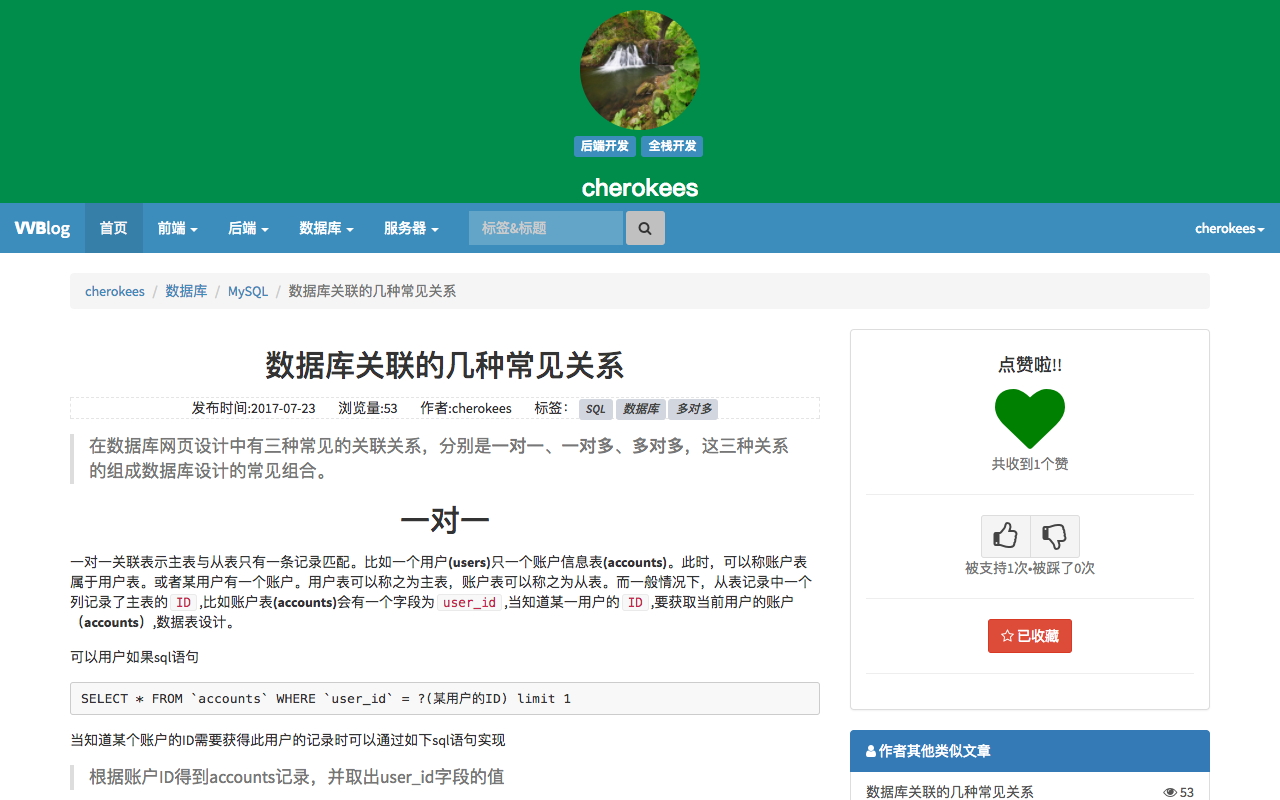 后端开发 全栈开发
cherokees
VVBlog 首页 前端 后端 数据库 服务器 标签&标题 cherokees
cherokees / 数据库 / MySQL / 数据库关联的几种常见关系
数据库关联的几种常见关系
发布时间:2017-07-23 浏览量:53 作者:cherokees 标签: SQL 数据库 多对多
在数据库网页设计中有三种常见的关联关系，分别是一对一、一对多、多对多，这三种关系
的组成数据库设计的常见组合。
一对一
一对一关联表示主表与从表只有一条记录匹配。比如一个用户(users)只一个账户信息表(accounts)。此时，可以称账户表
属于用户表。或者某用户有一个账户。用户表可以称之为主表，账户表可以称之为从表。而一般情况下，从表记录中一个
列记录了主表的 ID ,比如账户表(accounts)会有一个字段为 user_id ,当知道某一用户的 ID ,要获取当前用户的账户
（accounts）,数据表设计。
可以用户如果sql语句
SELECT * FROM `accounts` WHERE `user_id` = ?(某用户的ID) limit 1
当知道某个账户的ID需要获得此用户的记录时可以通过如下sql语句实现
根据账户ID得到accounts记录，并取出user_id字段的值
点赞啦!!
共收到1个赞
被支持1次•被踩了0次
已收藏
作者其他类似文章
数据库关联的几种常见关系 53